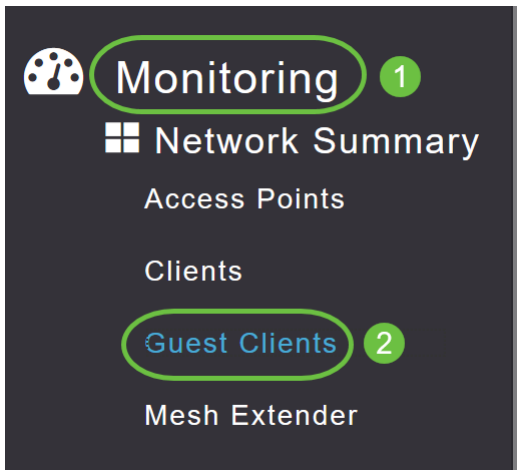 Monitoring 1
Network Summary
Access Points
Clients
Guest Clients 2
Mesh Extender